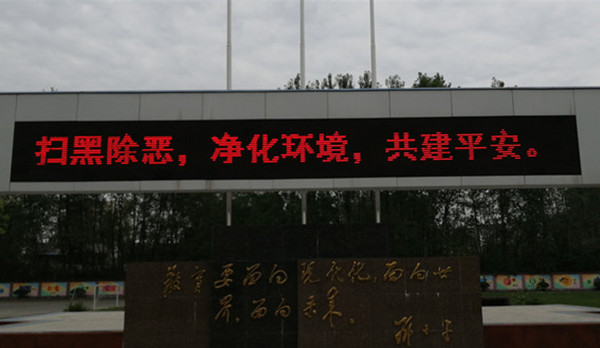 扫黑除恶，净化环境，共建平安。
教育要面向现代化，面向世
界，面向未来。
邓小平